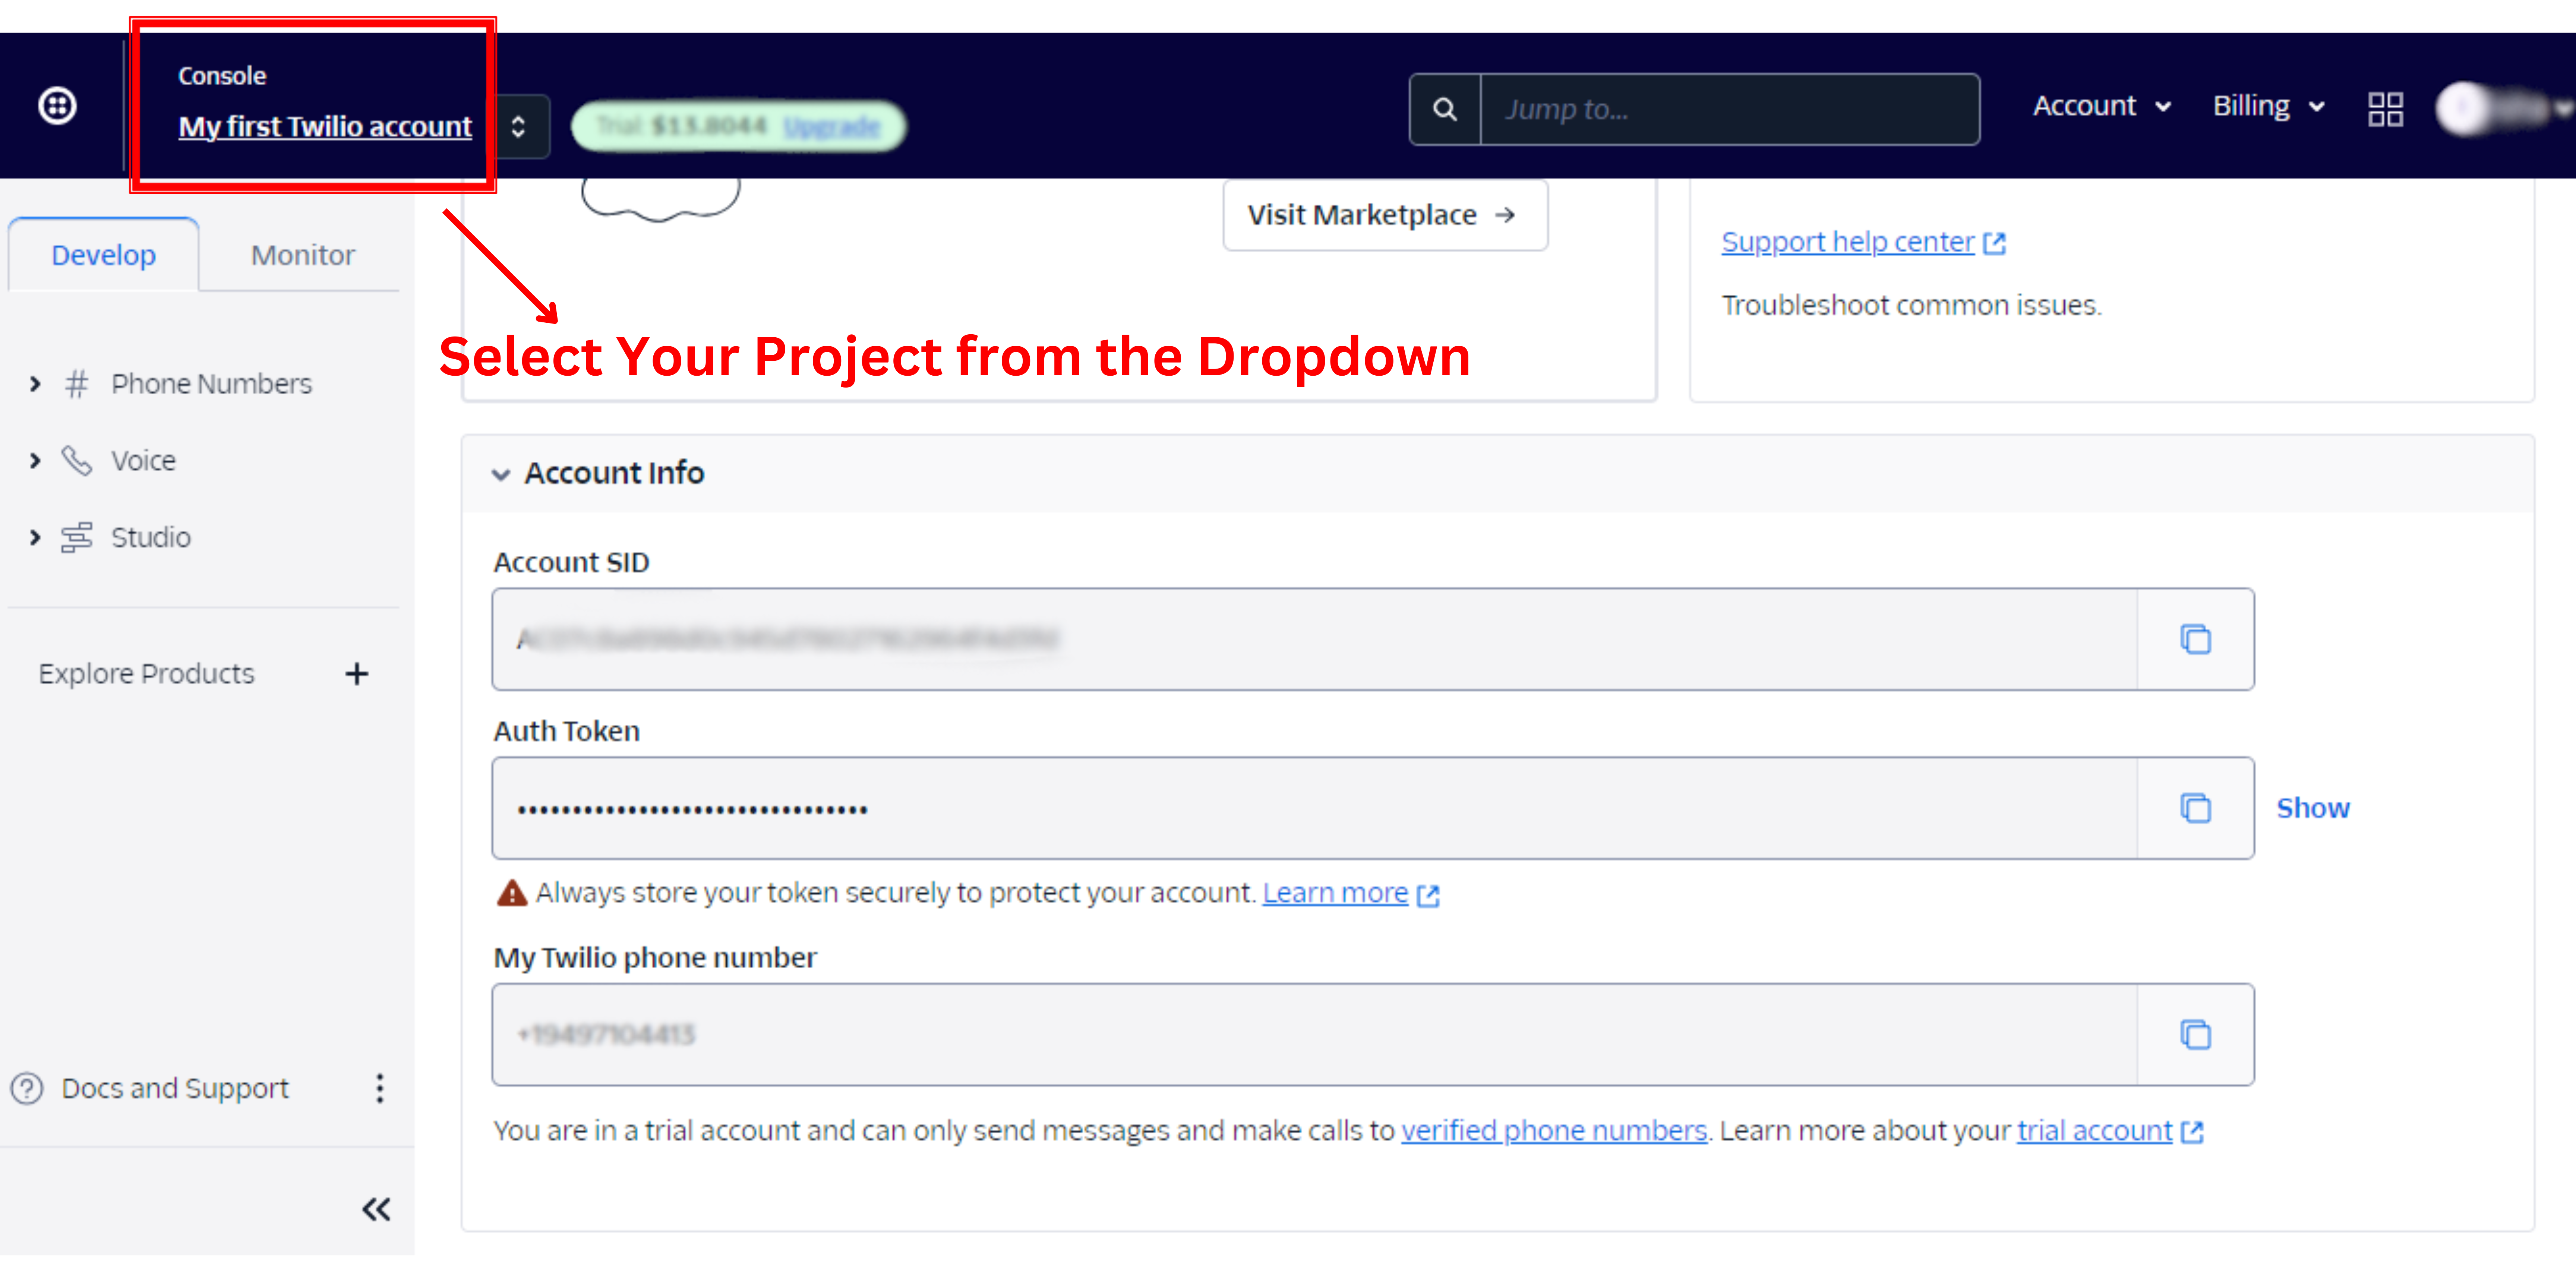 Console
My first Twilio account
Trial: $13.8044 Upgrade
Jump to...
Account
Billing
Develop
Monitor
Visit Marketplace →
Support help center
Troubleshoot common issues.
Select Your Project from the Dropdown
# Phone Numbers
Voice
Studio
Explore Products +
Account Info
Account SID
Auth Token
••••••••••••••••••••••••••••••••
Show
Always store your token securely to protect your account. Learn more
My Twilio phone number
Docs and Support
You are in a trial account and can only send messages and make calls to verified phone numbers. Learn more about your trial account